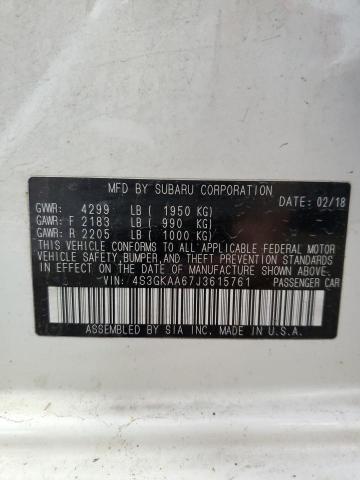 MFD BY SUBARU CORPORATION
GVWR: 4299 LB ( 1950 KG) DATE: 02/18
GAWR: F 2183 LB ( 990 KG)
GAWR: R 2205 LB ( 1000 KG)
THIS VEHICLE CONFORMS TO ALL APPLICABLE FEDERAL MOTOR
VEHICLE SAFETY, BUMPER, AND THEFT PREVENTION STANDARDS
IN EFFECT ON THE DATE OF MANUFACTURE SHOWN ABOVE.
VIN: 4S3GKAA67J3615761 PASSENGER CAR
ASSEMBLED BY SIA INC. MADE IN U.S.A.